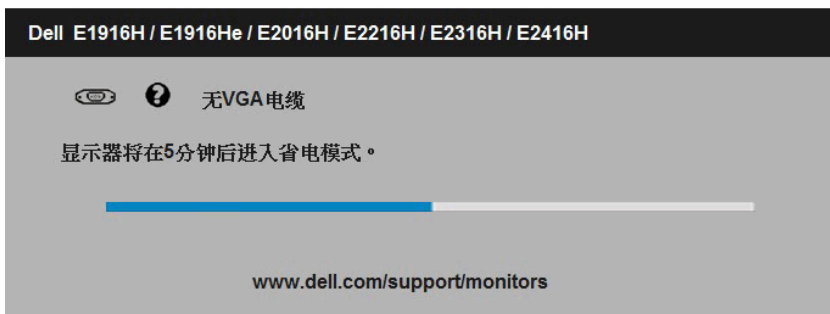 Dell E1916H / E1916He / E2016H / E2216H / E2316H / E2416H
无VGA电缆
显示器将在5分钟后进入省电模式。
www.dell.com/support/monitors